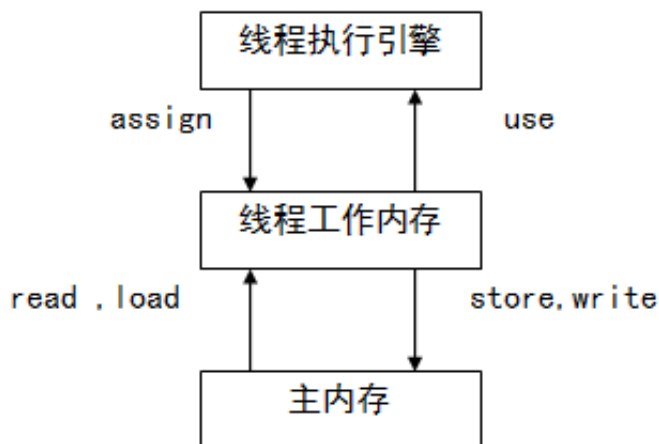 线程执行引擎
assign
use
线程工作内存
read ,load
store,write
主内存